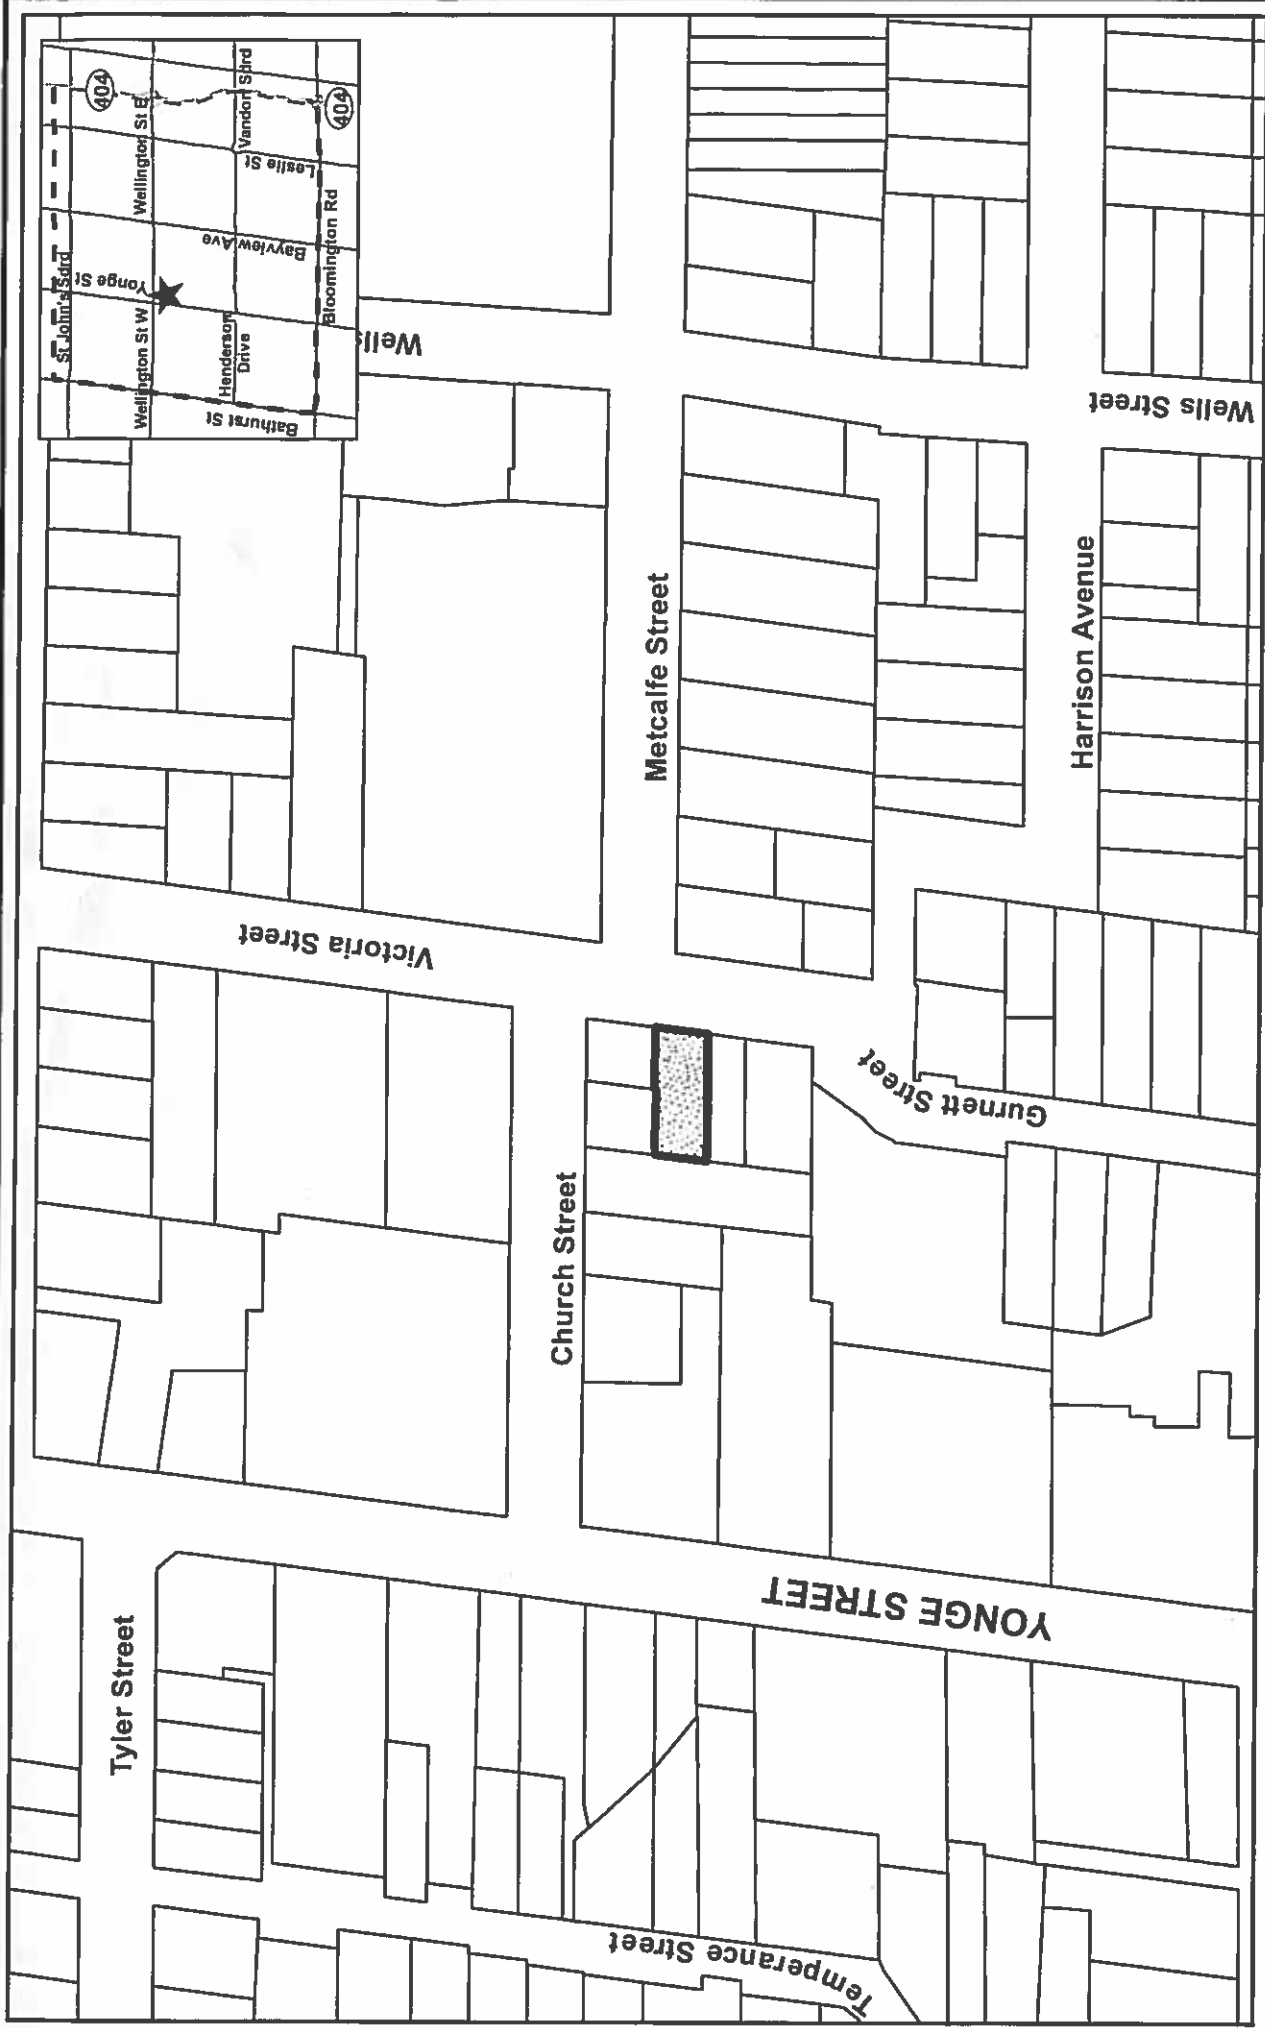 St John's Sdrd
Yonge St
Wellington St W
Wellington St E
404
Bayview Ave
Leslie St
Vandorf Sdrd
404
Henderson
Drive
Bathurst St
Bloomington Rd
Wells
Wells Street
Metcalfe Street
Harrison Avenue
Victoria Street
Gurnett Street
Church Street
YONGE STREET
Tyler Street
Temperance Street